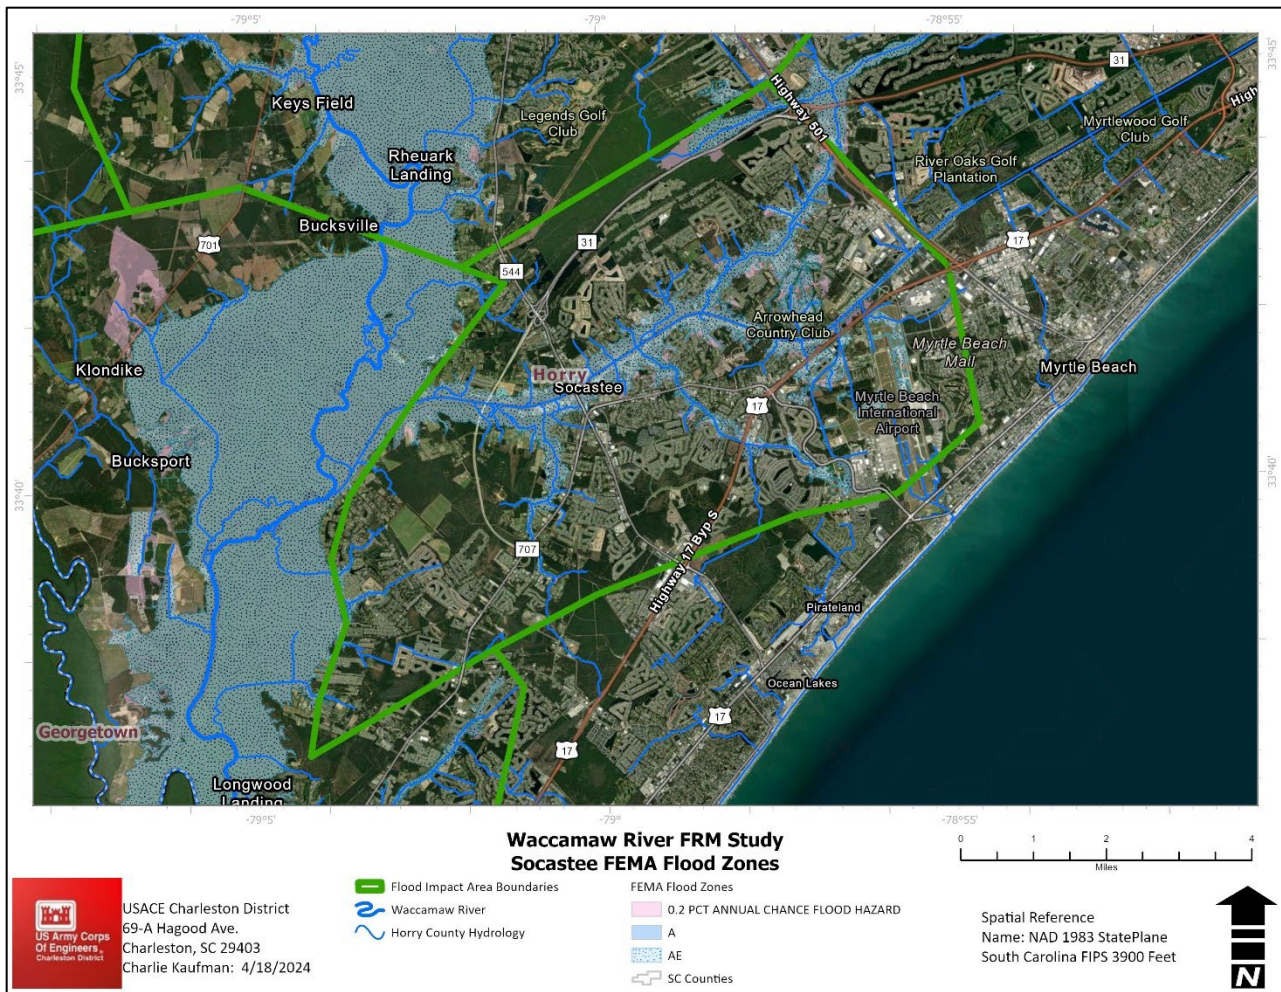 -79°5'
-79°
-78°55'
33°45'
33°45'
31
High
Keys Field
Highway 501
Legends Golf
Club
Myrtlewood Golf
Club
Rheuark
Landing
River Oaks Golf
Plantation
Bucksville
701
31
17
544
Arrowhead
Country Club
Myrtle Beach
Mall
Klondike
Horry
Socastee
Myrtle Beach
17
Myrtle Beach
International
Airport
Bucksport
33°40'
33°40'
707
Highway 17 Byp S
Pirateland
Ocean Lakes
17
Georgetown
17
Longwood
Landing
-79°5'
-79°
-78°55'
Waccamaw River FRM Study
Socastee FEMA Flood Zones
0 1 2 4
Miles
US Army Corps
Of Engineers®
Charleston District
USACE Charleston District
69-A Hagood Ave.
Charleston, SC 29403
Charlie Kaufman: 4/18/2024
Flood Impact Area Boundaries
Waccamaw River
Horry County Hydrology
FEMA Flood Zones
0.2 PCT ANNUAL CHANCE FLOOD HAZARD
A
AE
SC Counties
Spatial Reference
Name: NAD 1983 StatePlane
South Carolina FIPS 3900 Feet
N